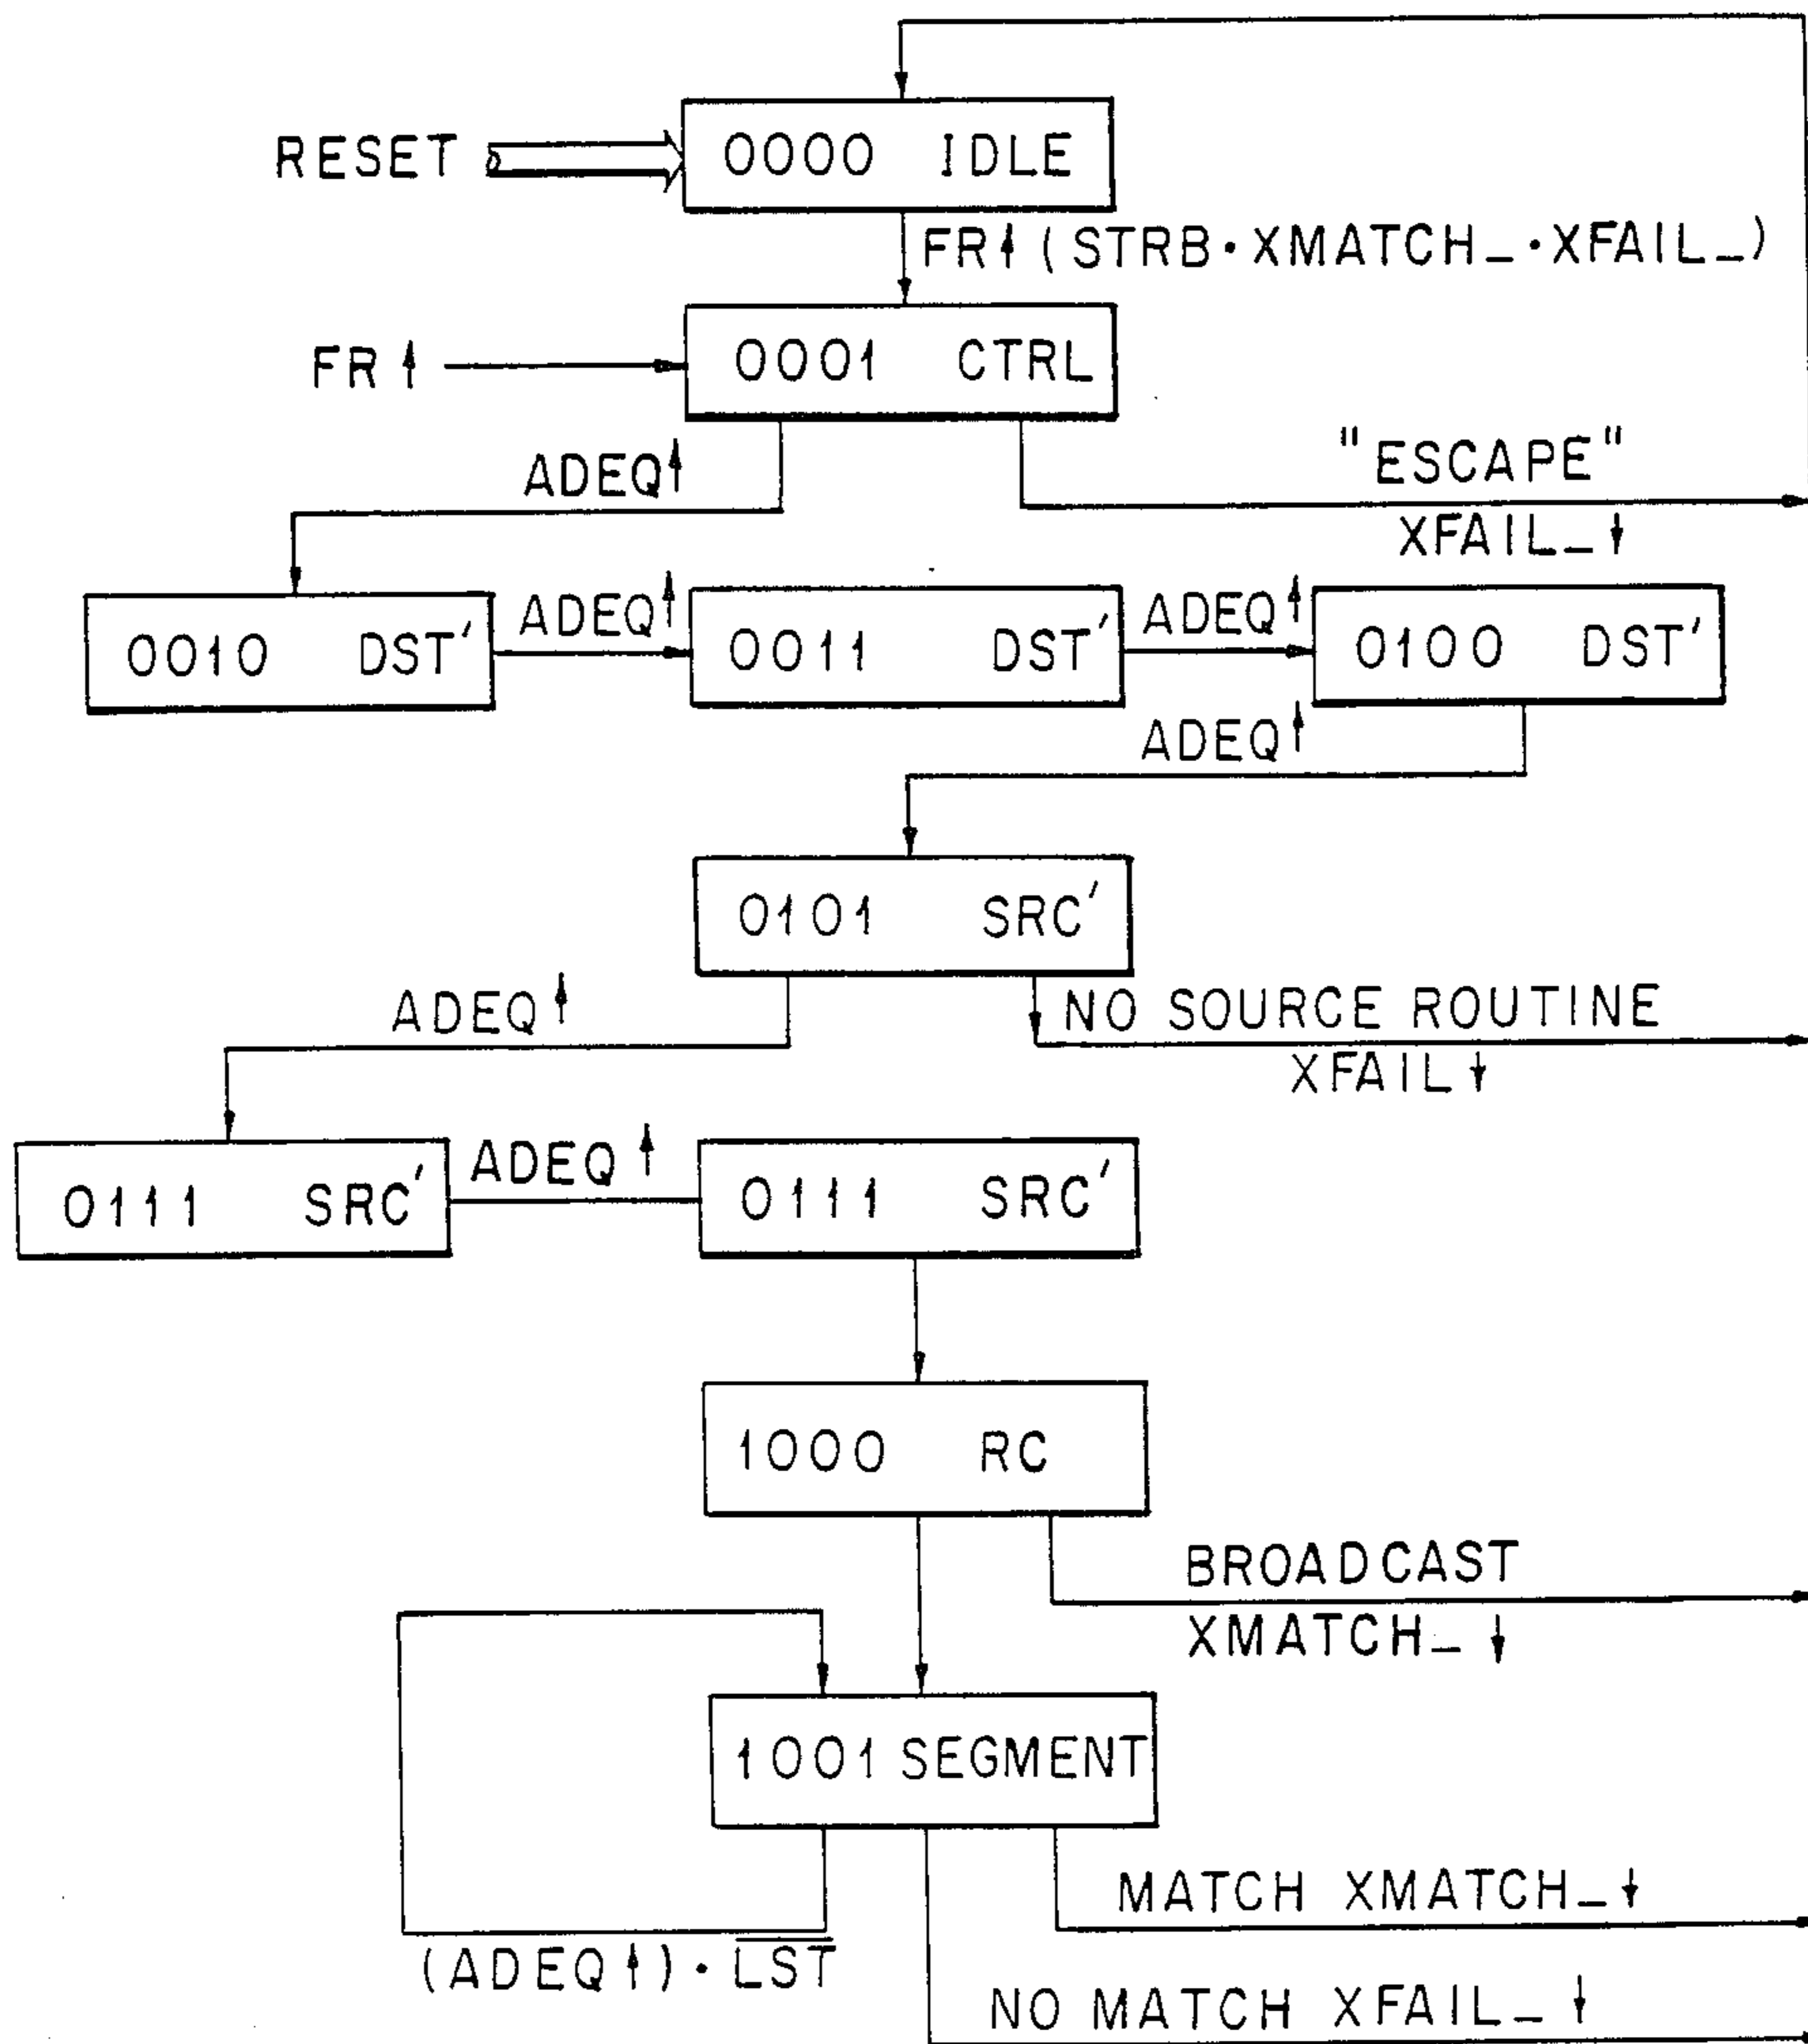 RESET
0000 IDLE
FR↑ (STRB·XMATCH_·XFAIL_)
FR↑
0001 CTRL
ADEQ↑
"ESCAPE"
XFAIL_↓
0010 DST'
ADEQ↑
0011 DST'
ADEQ↑
0100 DST'
ADEQ↑
0101 SRC'
ADEQ↑
NO SOURCE ROUTINE
XFAIL↓
0111 SRC'
ADEQ↑
0111 SRC'
1000 RC
BROADCAST
XMATCH_↓
1001 SEGMENT
MATCH XMATCH_↓
(ADEQ↑)·L̅S̅T̅
NO MATCH XFAIL_↓